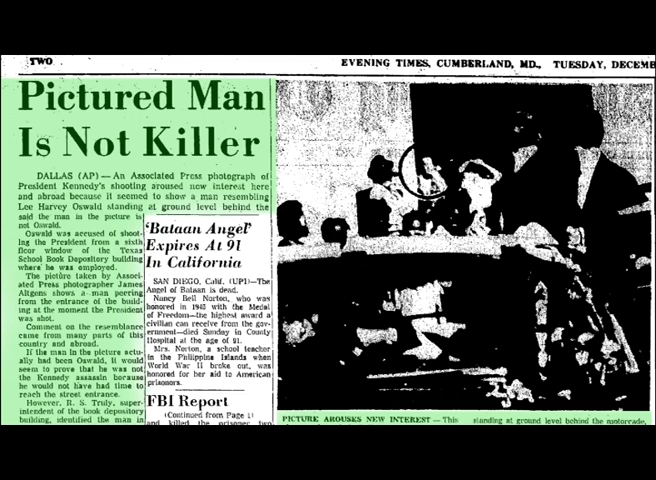 TWO
EVENING TIMES, CUMBERLAND, MD., TUESDAY, DECEMB
Pictured Man
Is Not Killer
DALLAS (AP) — An Associated Press photograph of
President Kennedy's shooting aroused new interest here
and abroad because it seemed to show a man resembling
Lee Harvey Oswald standing at ground level behind the
said the man in the picture is
not Oswald.
Oswald was accused of shoot-
ing the President from a sixth
floor window of the Texas
School Book Depository building
where he was employed.
The picture taken by Associ-
ated Press photographer James
Altgens shows a man peering
from the entrance of the build-
ing at the moment the President
was shot.
Comment on the resemblance
came from many parts of this
country and abroad.
If the man in the picture actu-
ally had been Oswald, it would
seem to prove that he was not
the Kennedy assassin because
he would not have had time to
reach the street entrance.
However, R. S. Truly, super-
intendent of the book depository
building, identified the man in
'Bataan Angel'
Expires At 91
In California
SAN DIEGO, Calif. (UPI)—The
Angel of Bataan is dead.
Nancy Bell Norton, who was
honored in 1945 with the Medal
of Freedom—the highest award a
civilian can receive from the gov-
ernment—died Sunday in County
Hospital at the age of 91.
Mrs. Norton, a school teacher
in the Philippine Islands when
World War II broke out, was
honored for her aid to American
prisoners.
FBI Report
(Continued from Page 1)
and killed the prisoner two
PICTURE AROUSES NEW INTEREST — This
standing at ground level behind the motorcade,